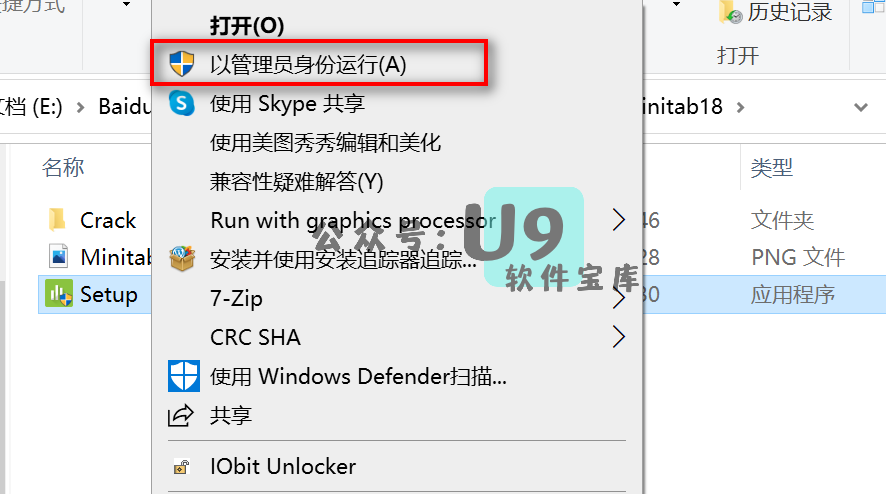 捷方式
历史记录
打开
打开(O)
以管理员身份运行(A)
使用 Skype 共享
使用美图秀秀编辑和美化
兼容性疑难解答(Y)
Run with graphics processor
安装并使用安装追踪器追踪...
7-Zip
CRC SHA
使用 Windows Defender扫描...
共享
IObit Unlocker
文档 (E:) > Baidu
initab18 >
名称
类型
Crack
46
文件夹
Minitab
28
PNG 文件
Setup
30
应用程序
公众号:U9
软件宝库